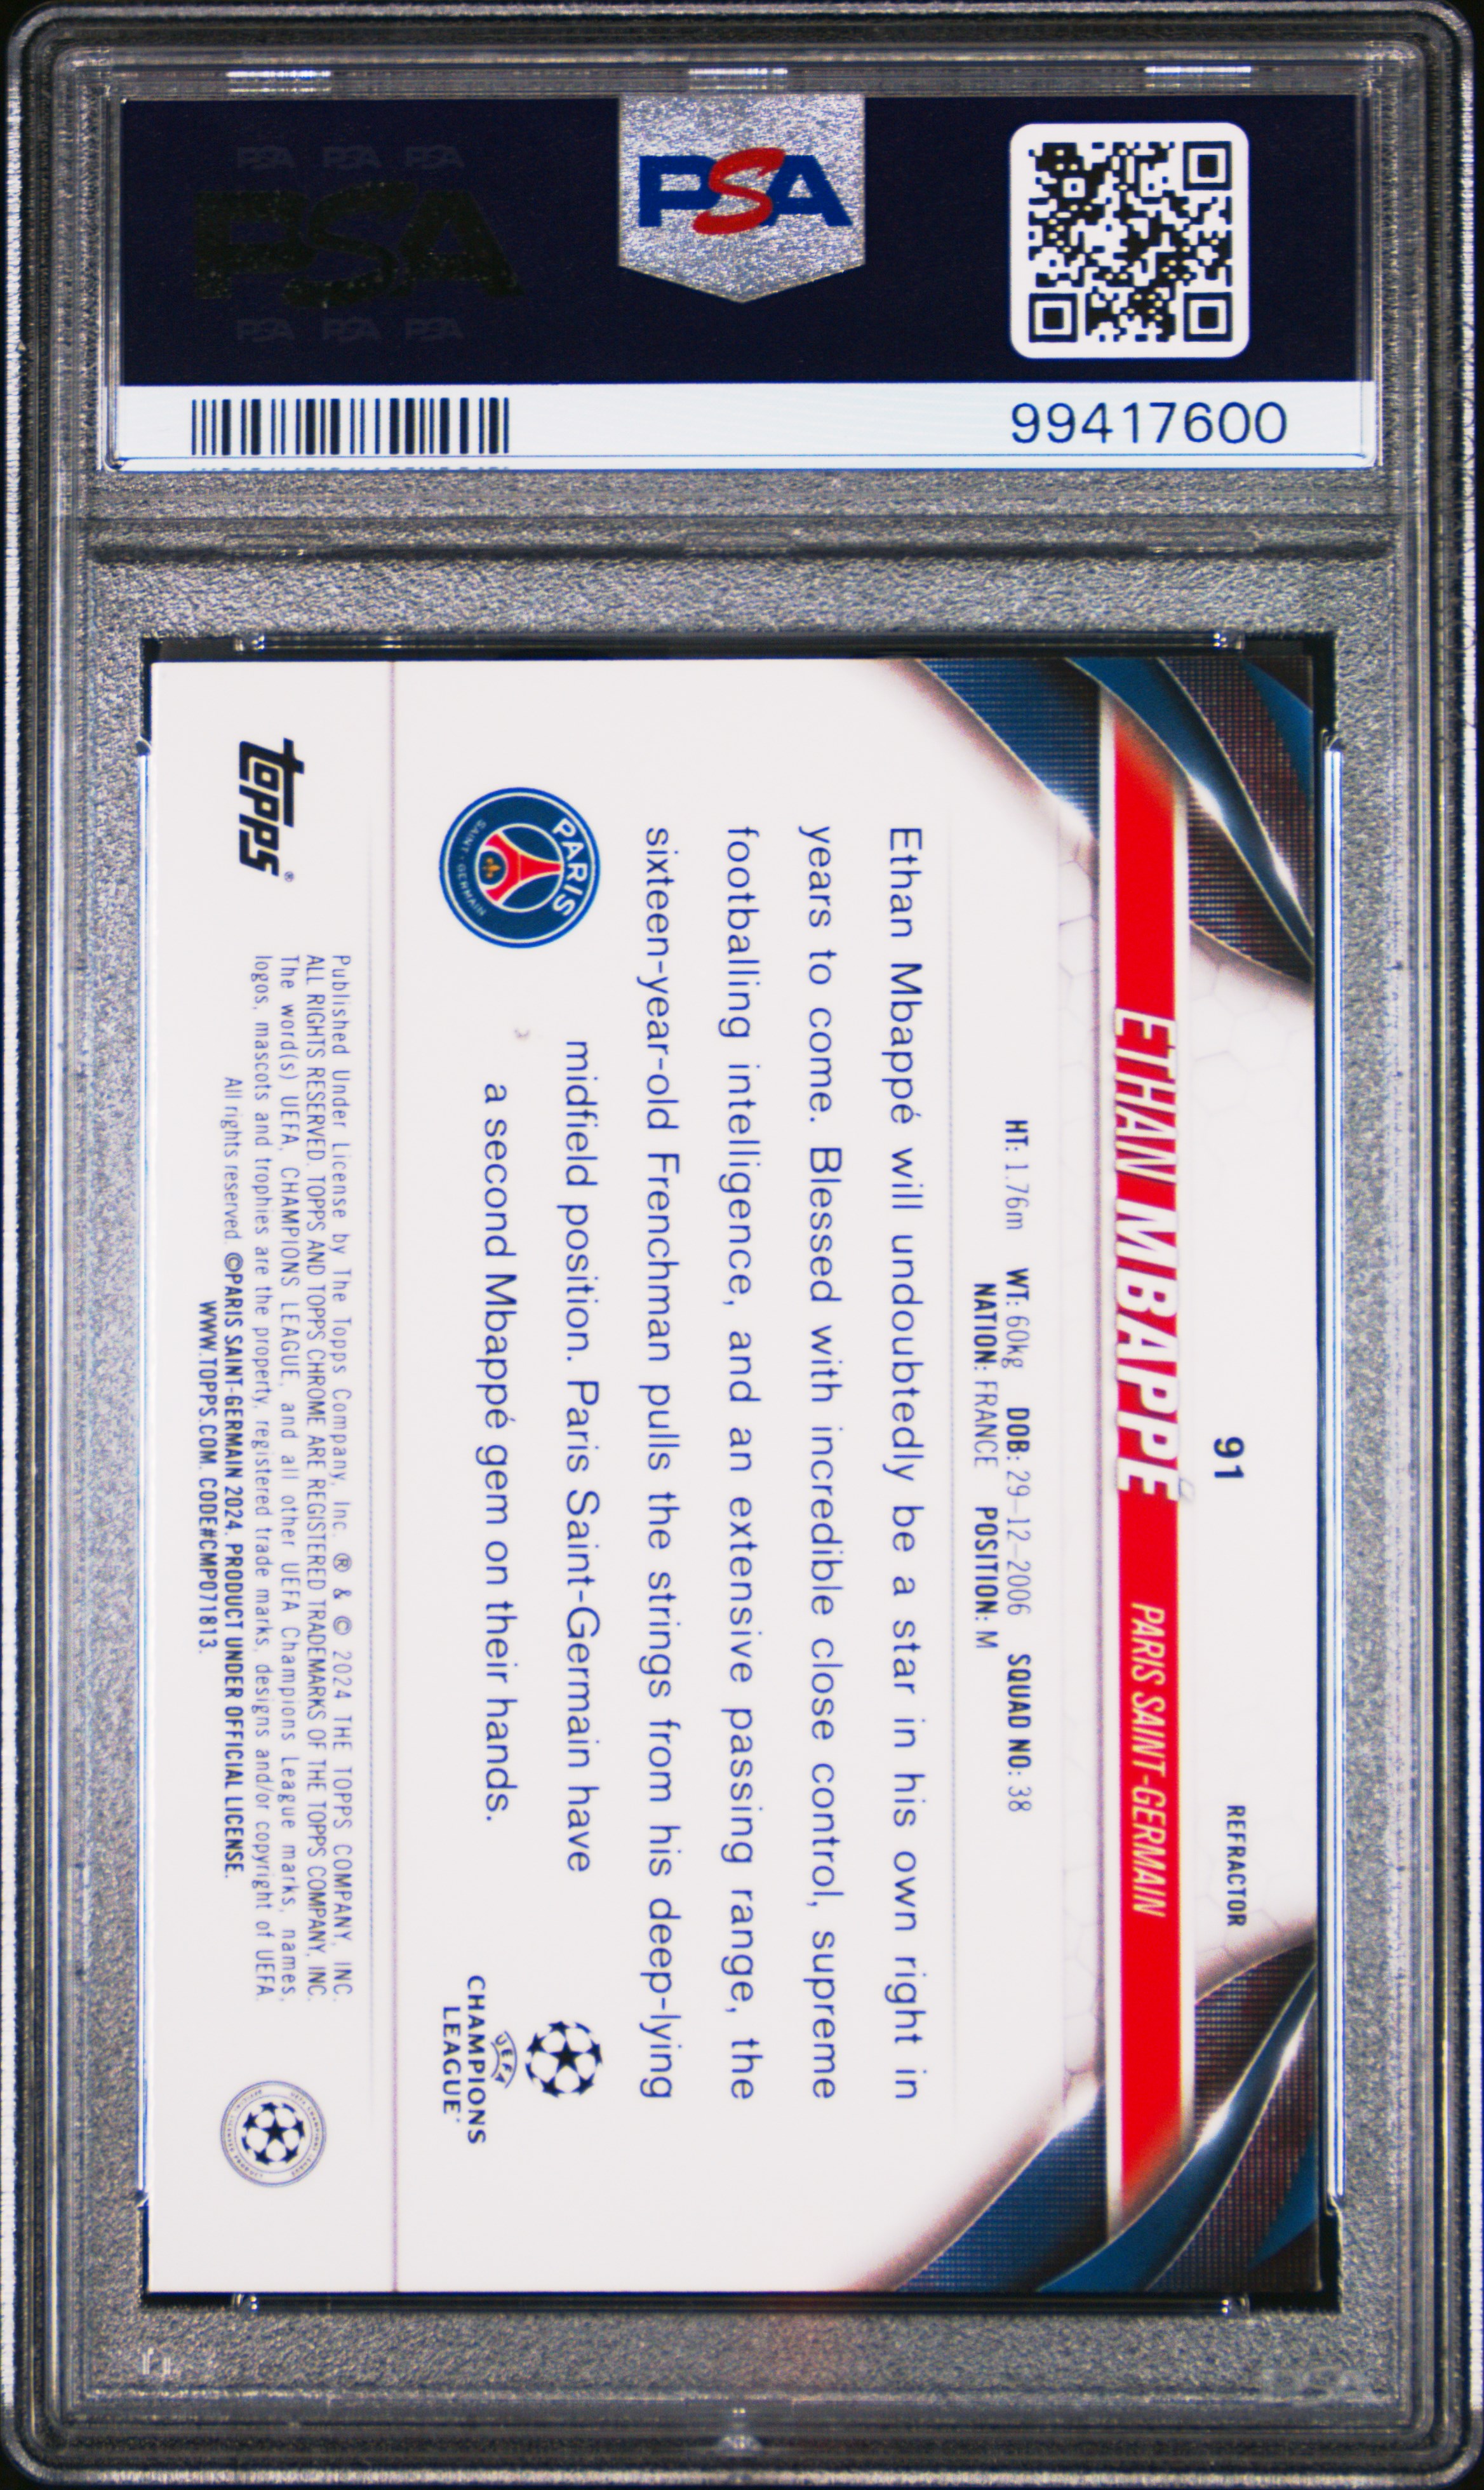 PSA PSA PSA
PSA
PSA PSA PSA
PSA
99417600
91
REFRACTOR
ETHAN MBAPPÉ PARIS SAINT-GERMAIN
HT: 1.76m WT: 60kg DOB: 29-12-2006 SQUAD NO: 38
NATION: FRANCE POSITION: M
Ethan Mbappé will undoubtedly be a star in his own right in
years to come. Blessed with incredible close control, supreme
footballing intelligence, and an extensive passing range, the
sixteen-year-old Frenchman pulls the strings from his deep-lying
midfield position. Paris Saint-Germain have
a second Mbappé gem on their hands.
PARIS
SAINT-GERMAIN
UEFA
CHAMPIONS
LEAGUE
topps®
Published Under License by The Topps Company, Inc. ® & © 2024 THE TOPPS COMPANY, INC.
ALL RIGHTS RESERVED. TOPPS AND TOPPS CHROME ARE REGISTERED TRADEMARKS OF THE TOPPS COMPANY, INC.
The word(s) UEFA, CHAMPIONS LEAGUE, and all other UEFA Champions League marks, names,
logos, mascots and trophies are the property, registered trade marks, designs and/or copyright of UEFA.
All rights reserved. ©PARIS SAINT-GERMAIN 2024. PRODUCT UNDER OFFICIAL LICENSE.
WWW.TOPPS.COM. CODE#CMP071813.